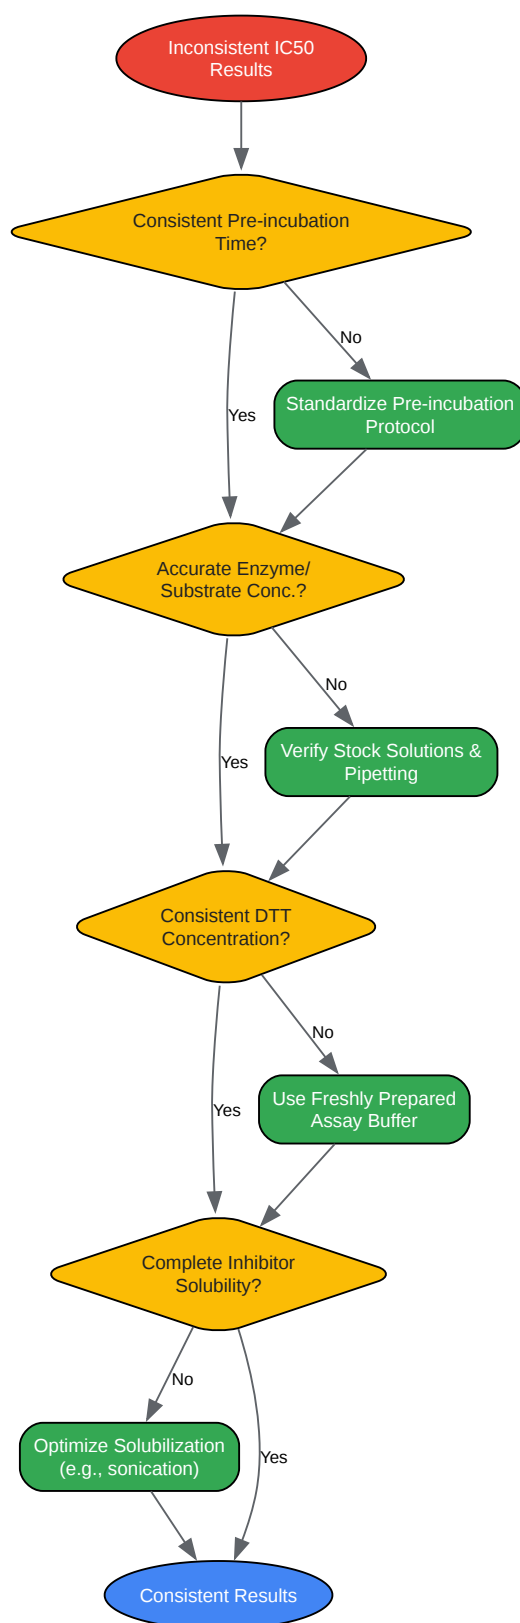 Inconsistent IC50
Results
Consistent Pre-incubation
Time?
No
Standardize Pre-incubation
Protocol
Yes
Accurate Enzyme/
Substrate Conc.?
No
Verify Stock Solutions &
Pipetting
Yes
Consistent DTT
Concentration?
No
Use Freshly Prepared
Assay Buffer
Yes
Complete Inhibitor
Solubility?
No
Optimize Solubilization
(e.g., sonication)
Yes
Consistent Results